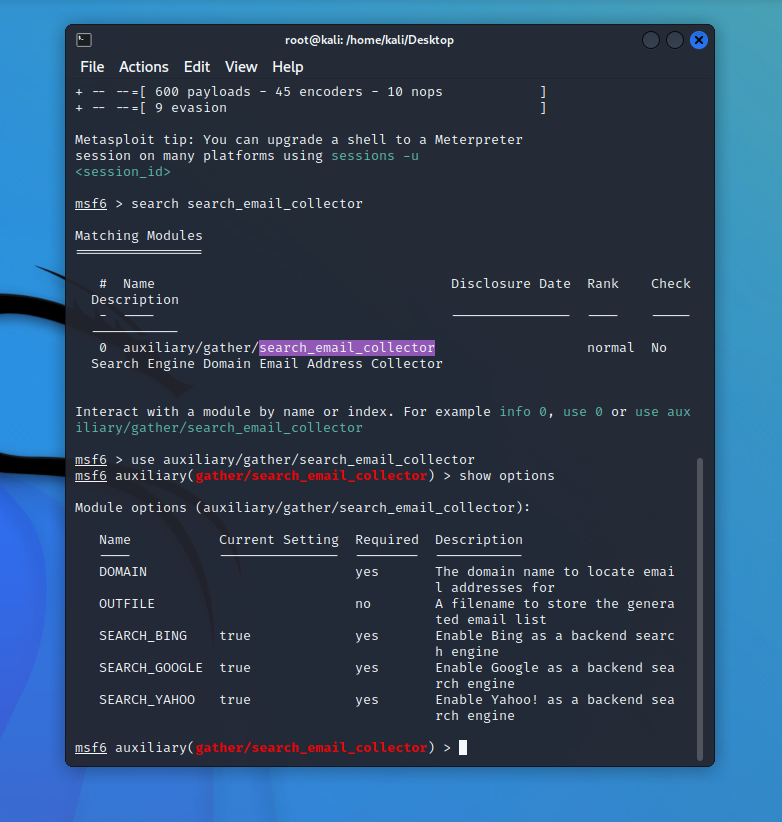 root@kali: /home/kali/Desktop
File Actions Edit View Help
+ -- --=[ 600 payloads - 45 encoders - 10 nops ]
+ -- --=[ 9 evasion ]
Metasploit tip: You can upgrade a shell to a Meterpreter
session on many platforms using sessions -u
<session_id>
msf6 > search search_email_collector
Matching Modules
================
# Name Disclosure Date Rank Check
Description
- ---- --------------- ---- -----
-----------
0 auxiliary/gather/search_email_collector normal No
Search Engine Domain Email Address Collector
Interact with a module by name or index. For example info 0, use 0 or use aux
iliary/gather/search_email_collector
msf6 > use auxiliary/gather/search_email_collector
msf6 auxiliary(gather/search_email_collector) > show options
Module options (auxiliary/gather/search_email_collector):
Name Current Setting Required Description
---- --------------- -------- -----------
DOMAIN yes The domain name to locate emai
l addresses for
OUTFILE no A filename to store the genera
ted email list
SEARCH_BING true yes Enable Bing as a backend searc
h engine
SEARCH_GOOGLE true yes Enable Google as a backend sea
rch engine
SEARCH_YAHOO true yes Enable Yahoo! as a backend sea
rch engine
msf6 auxiliary(gather/search_email_collector) >